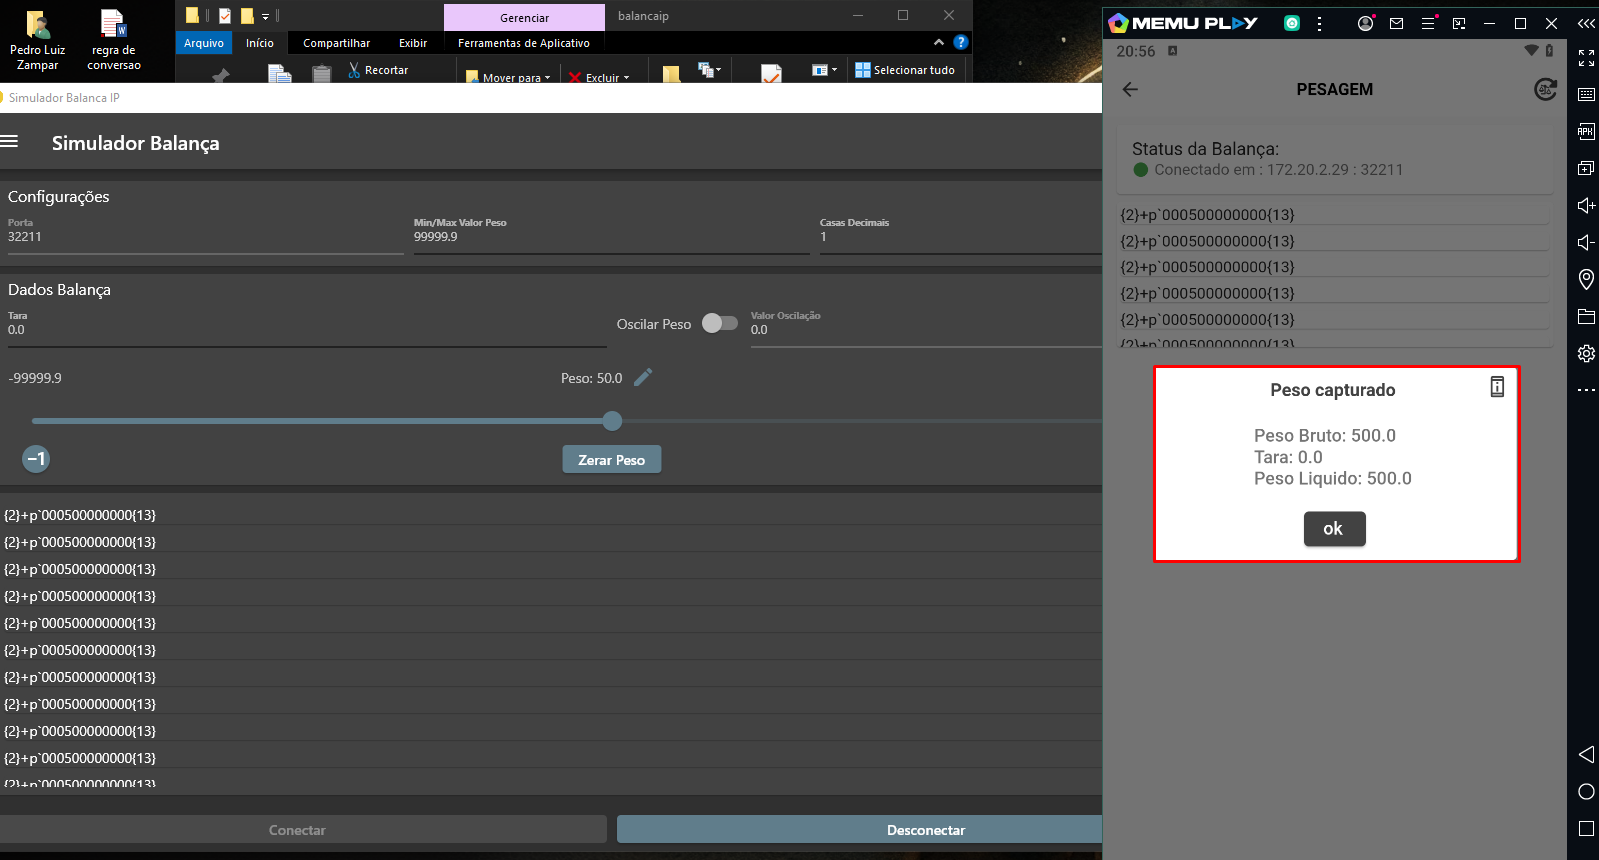 Pedro Luiz
Zampar
regra de
conversao
Gerenciar
balancaip
Arquivo
Início
Compartilhar
Exibir
Ferramentas de Aplicativo
Recortar
Mover para
Excluir
Selecionar tudo
Simulador Balanca IP
Simulador Balança
Configurações
Porta
32211
Min/Max Valor Peso
99999.9
Casas Decimais
1
Dados Balança
Tara
0.0
Oscilar Peso
Valor Oscilação
0.0
-99999.9
Peso: 50.0
−1
Zerar Peso
{2}+p`000500000000{13}
{2}+p`000500000000{13}
{2}+p`000500000000{13}
{2}+p`000500000000{13}
{2}+p`000500000000{13}
{2}+p`000500000000{13}
{2}+p`000500000000{13}
{2}+p`000500000000{13}
{2}+p`000500000000{13}
{2}+p`000500000000{13}
{2}+p`000500000000{13}
Conectar
Desconectar
MEMU PLAY
20:56
A
PESAGEM
Status da Balança:
Conectado em : 172.20.2.29 : 32211
{2}+p`000500000000{13}
{2}+p`000500000000{13}
{2}+p`000500000000{13}
{2}+p`000500000000{13}
{2}+p`000500000000{13}
{2}+p`000500000000{13}
Peso capturado
Peso Bruto: 500.0
Tara: 0.0
Peso Liquido: 500.0
ok
APK